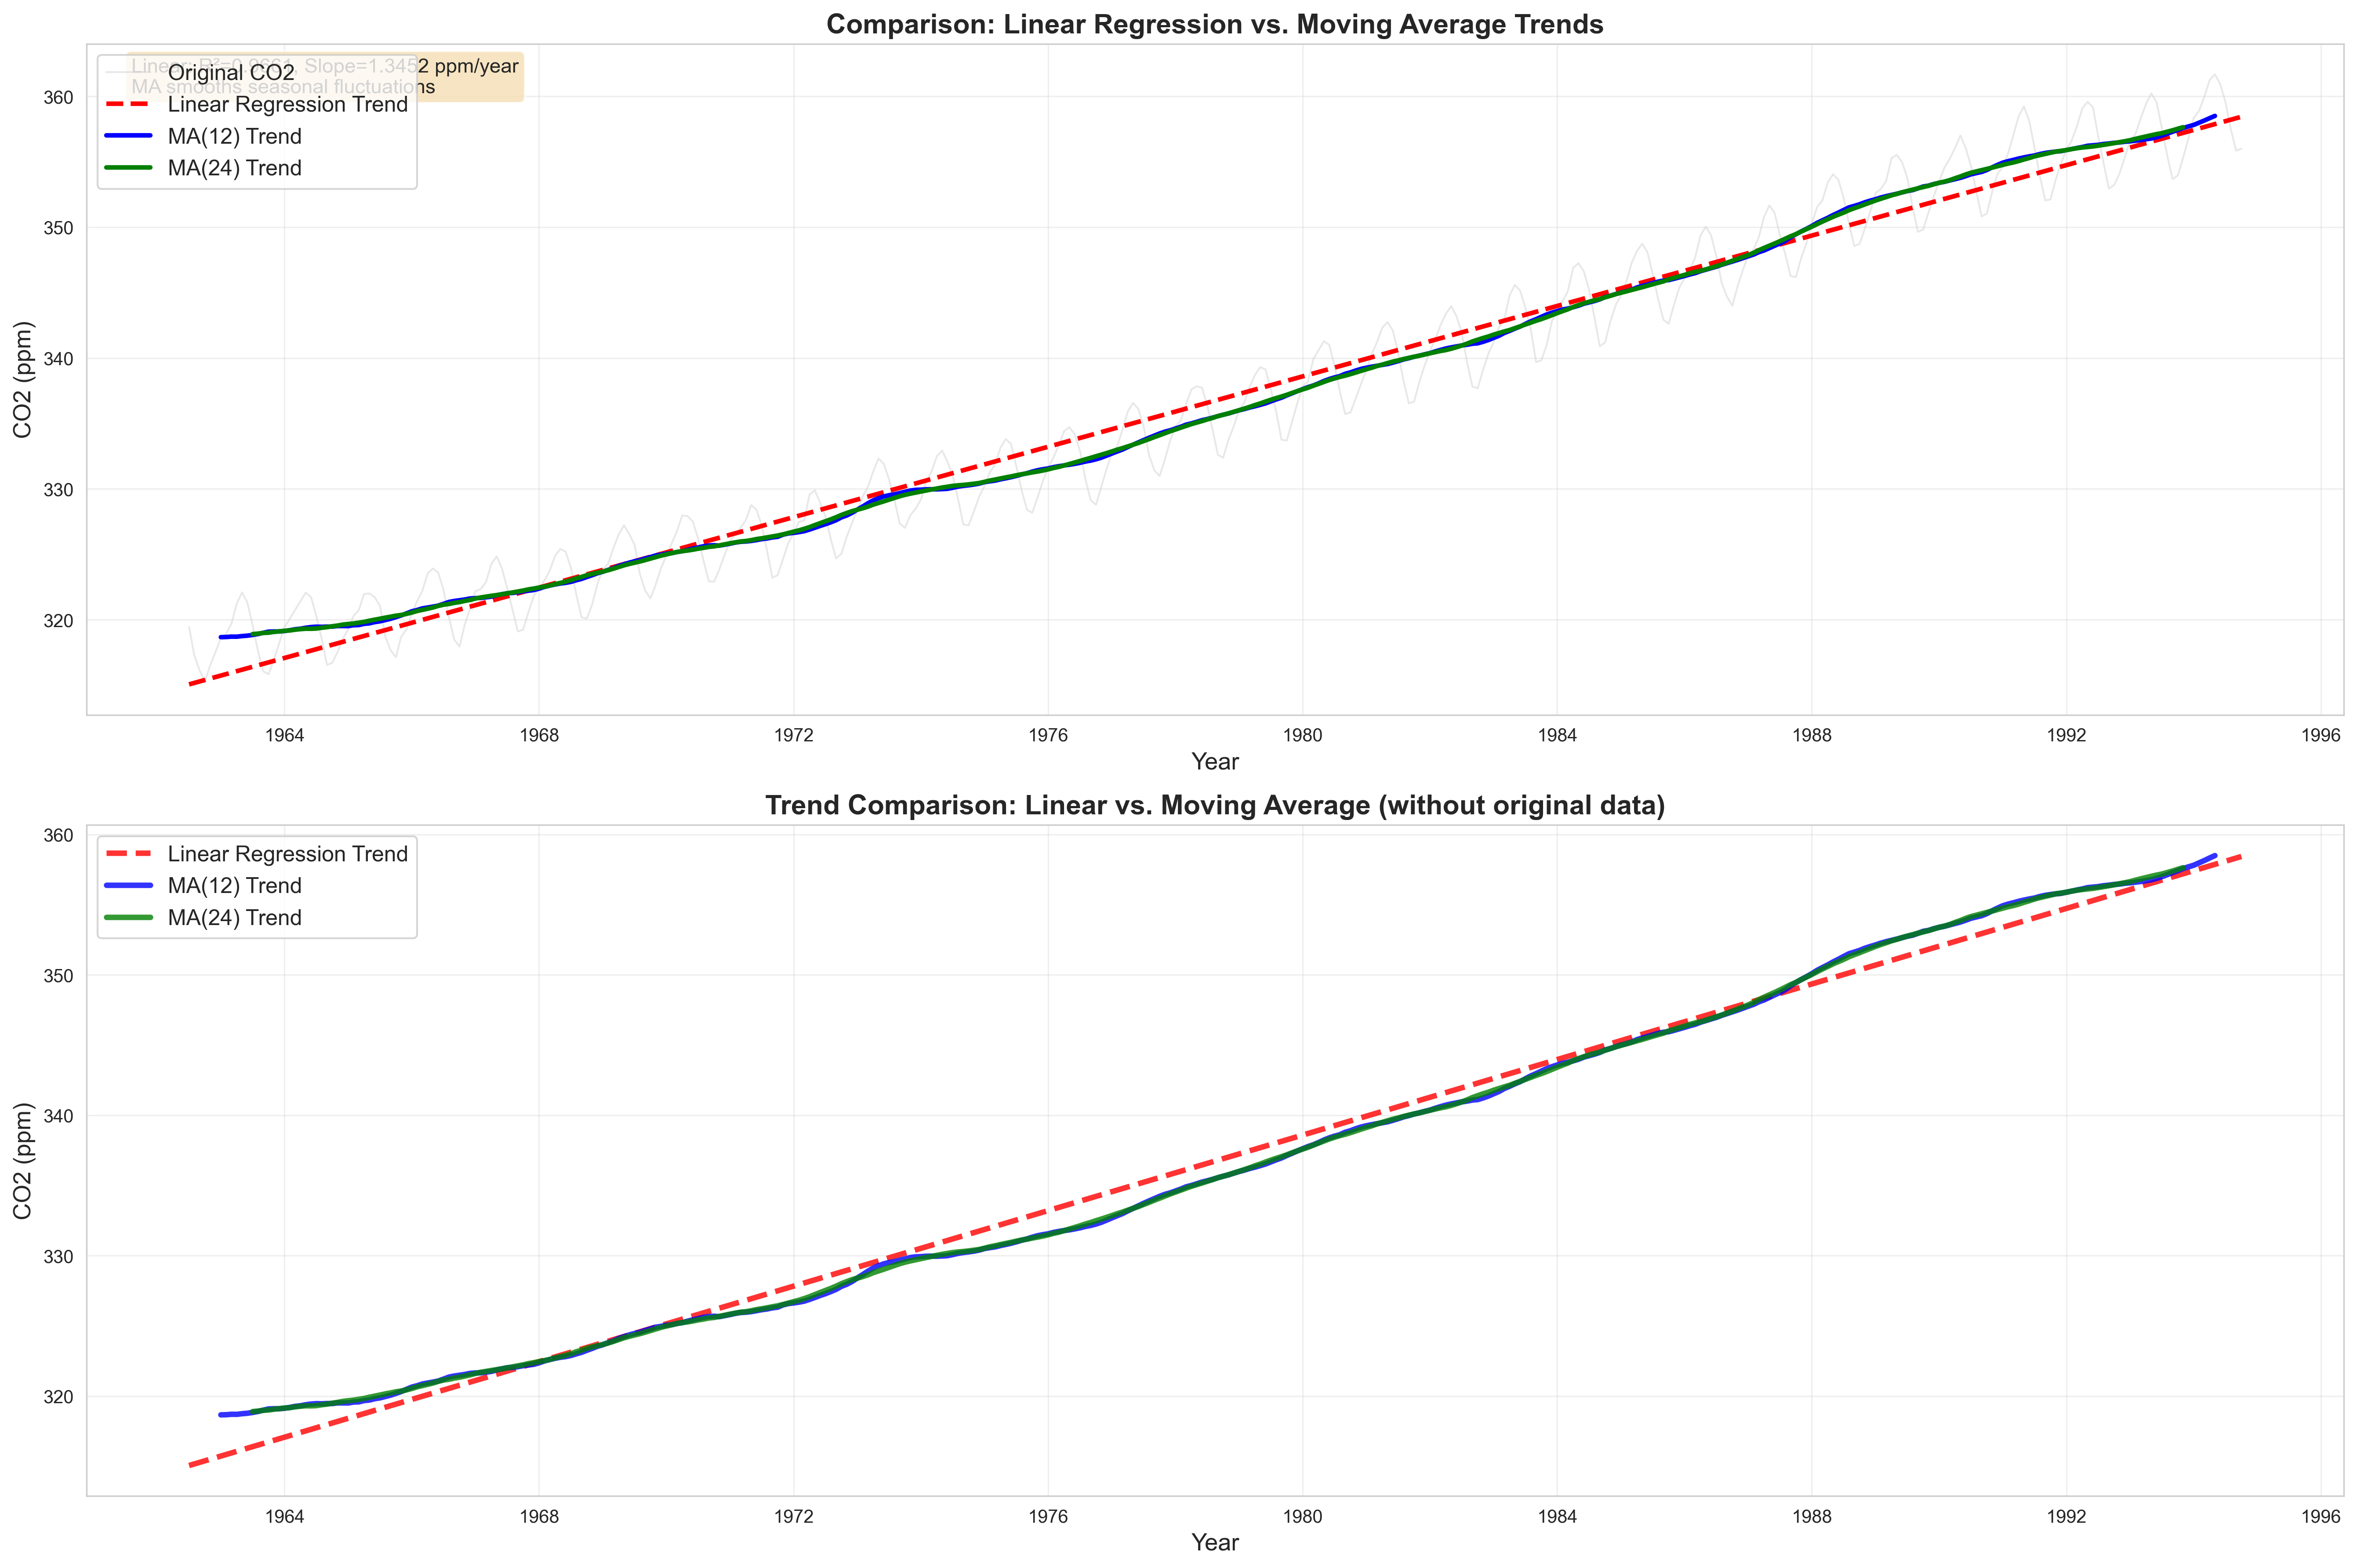 Comparison: Linear Regression vs. Moving Average Trends
Linear: R²=0.9661, Slope=1.3452 ppm/year
MA smooths seasonal fluctuations
Original CO2
Linear Regression Trend
MA(12) Trend
MA(24) Trend
CO2 (ppm)
360
350
340
330
320
1964 1968 1972 1976 1980 1984 1988 1992 1996
Year
Trend Comparison: Linear vs. Moving Average (without original data)
Linear Regression Trend
MA(12) Trend
MA(24) Trend
CO2 (ppm)
360
350
340
330
320
1964 1968 1972 1976 1980 1984 1988 1992 1996
Year